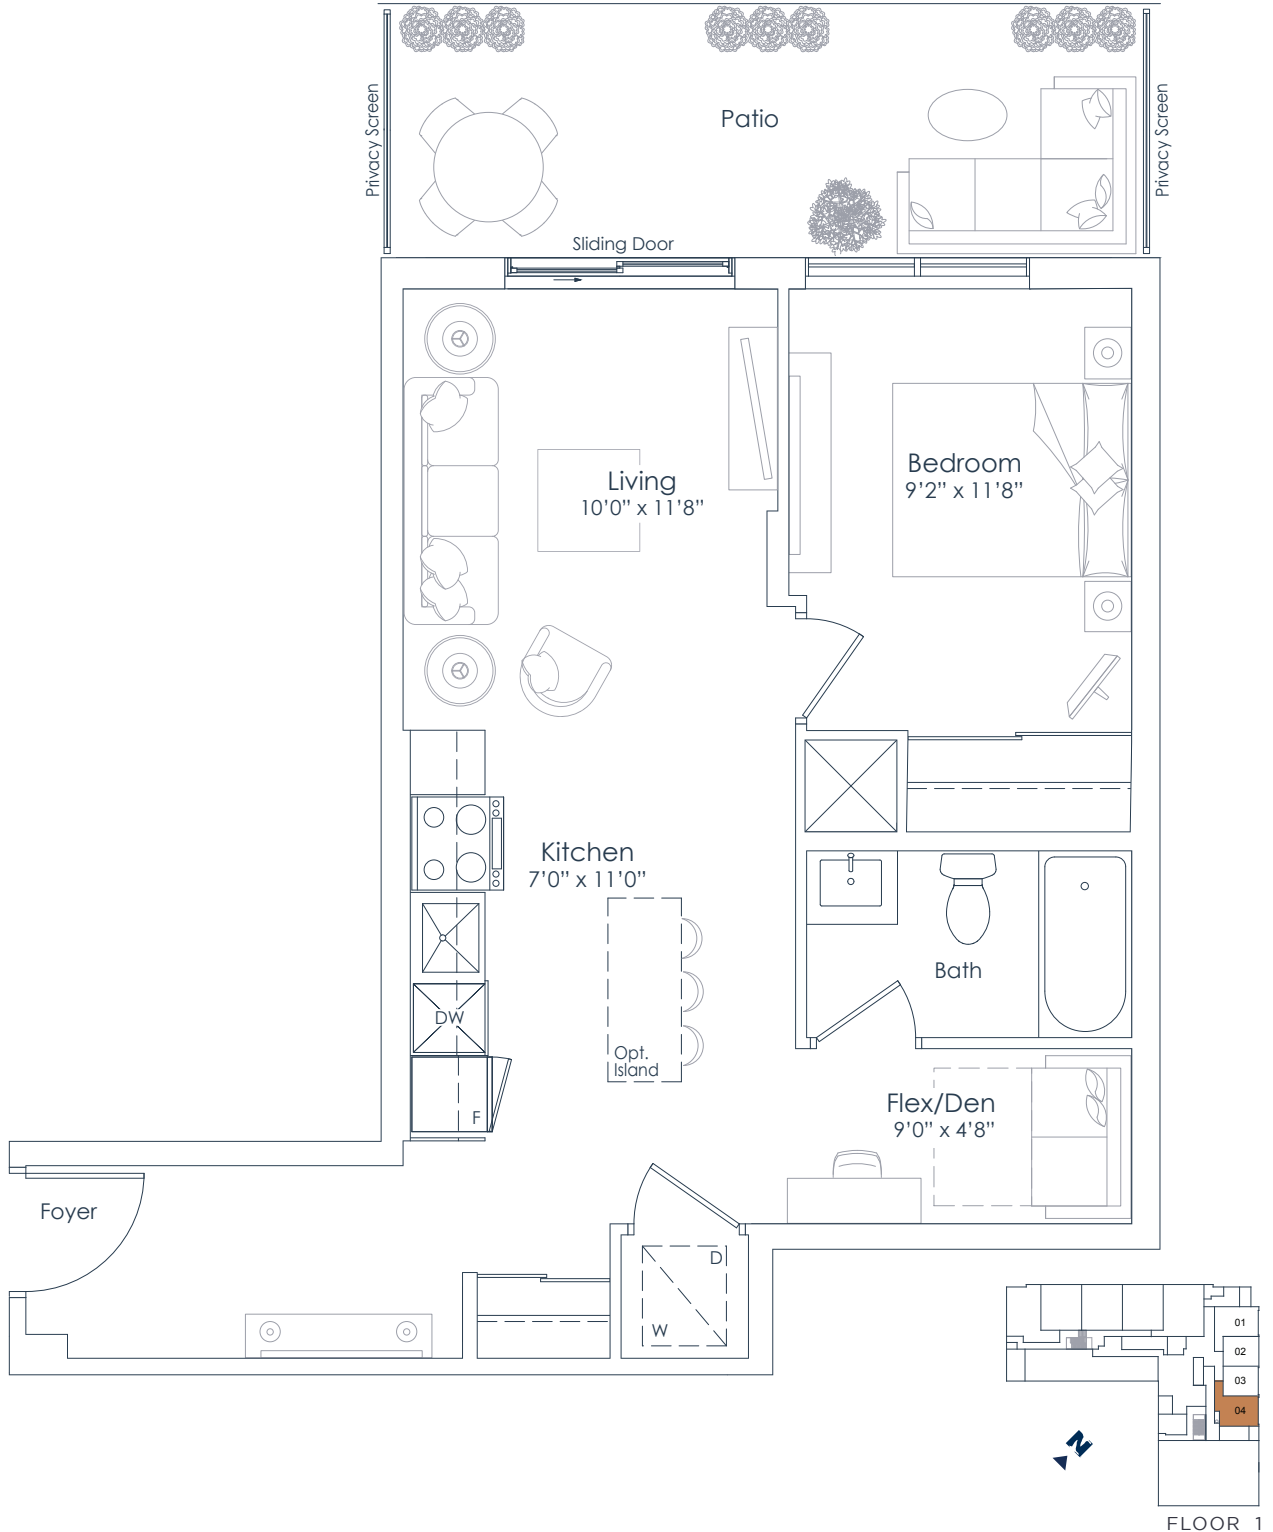 Patio
Privacy Screen
Privacy Screen
Sliding Door
Living
10’0” x 11’8”
Bedroom
9’2” x 11’8”
Kitchen
7’0” x 11’0”
Bath
DW
Opt.
Island
F
Flex/Den
9’0” x 4’8”
Foyer
D
W
01
02
03
04
N
FLOOR 1